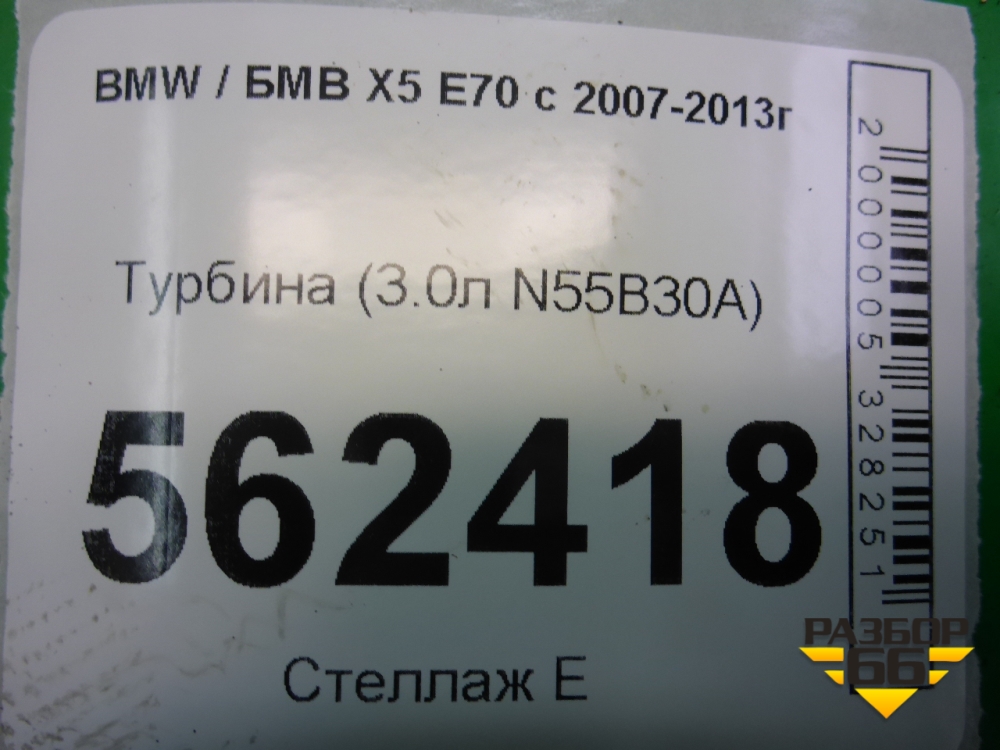 BMW / БМВ X5 E70 с 2007-2013г
Турбина (3.0л N55B30A)
562418
Стеллаж Е
2000005328251
РАЗБОР
66